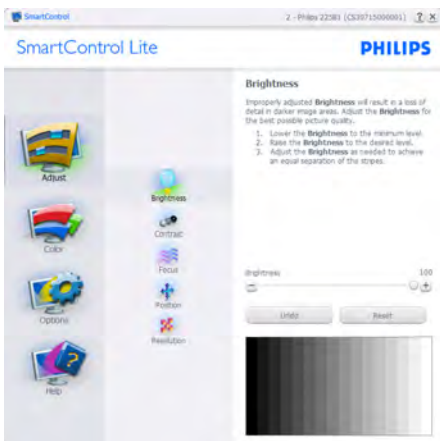 SmartControl
2 - Philips 225B1 (CS30715000001) ? X
SmartControl Lite
PHILIPS
Adjust
Color
Options
Help
Brightness
Contrast
Focus
Position
Resolution
Brightness
Improperly adjusted Brightness will result in a loss of
detail in darker image areas. Adjust the Brightness for
the best possible picture quality.
1. Lower the Brightness to the minimum level.
2. Raise the Brightness to the desired level.
3. Adjust the Brightness as needed to achieve
an equal separation of the stripes.
Brightness 100
Undo Reset